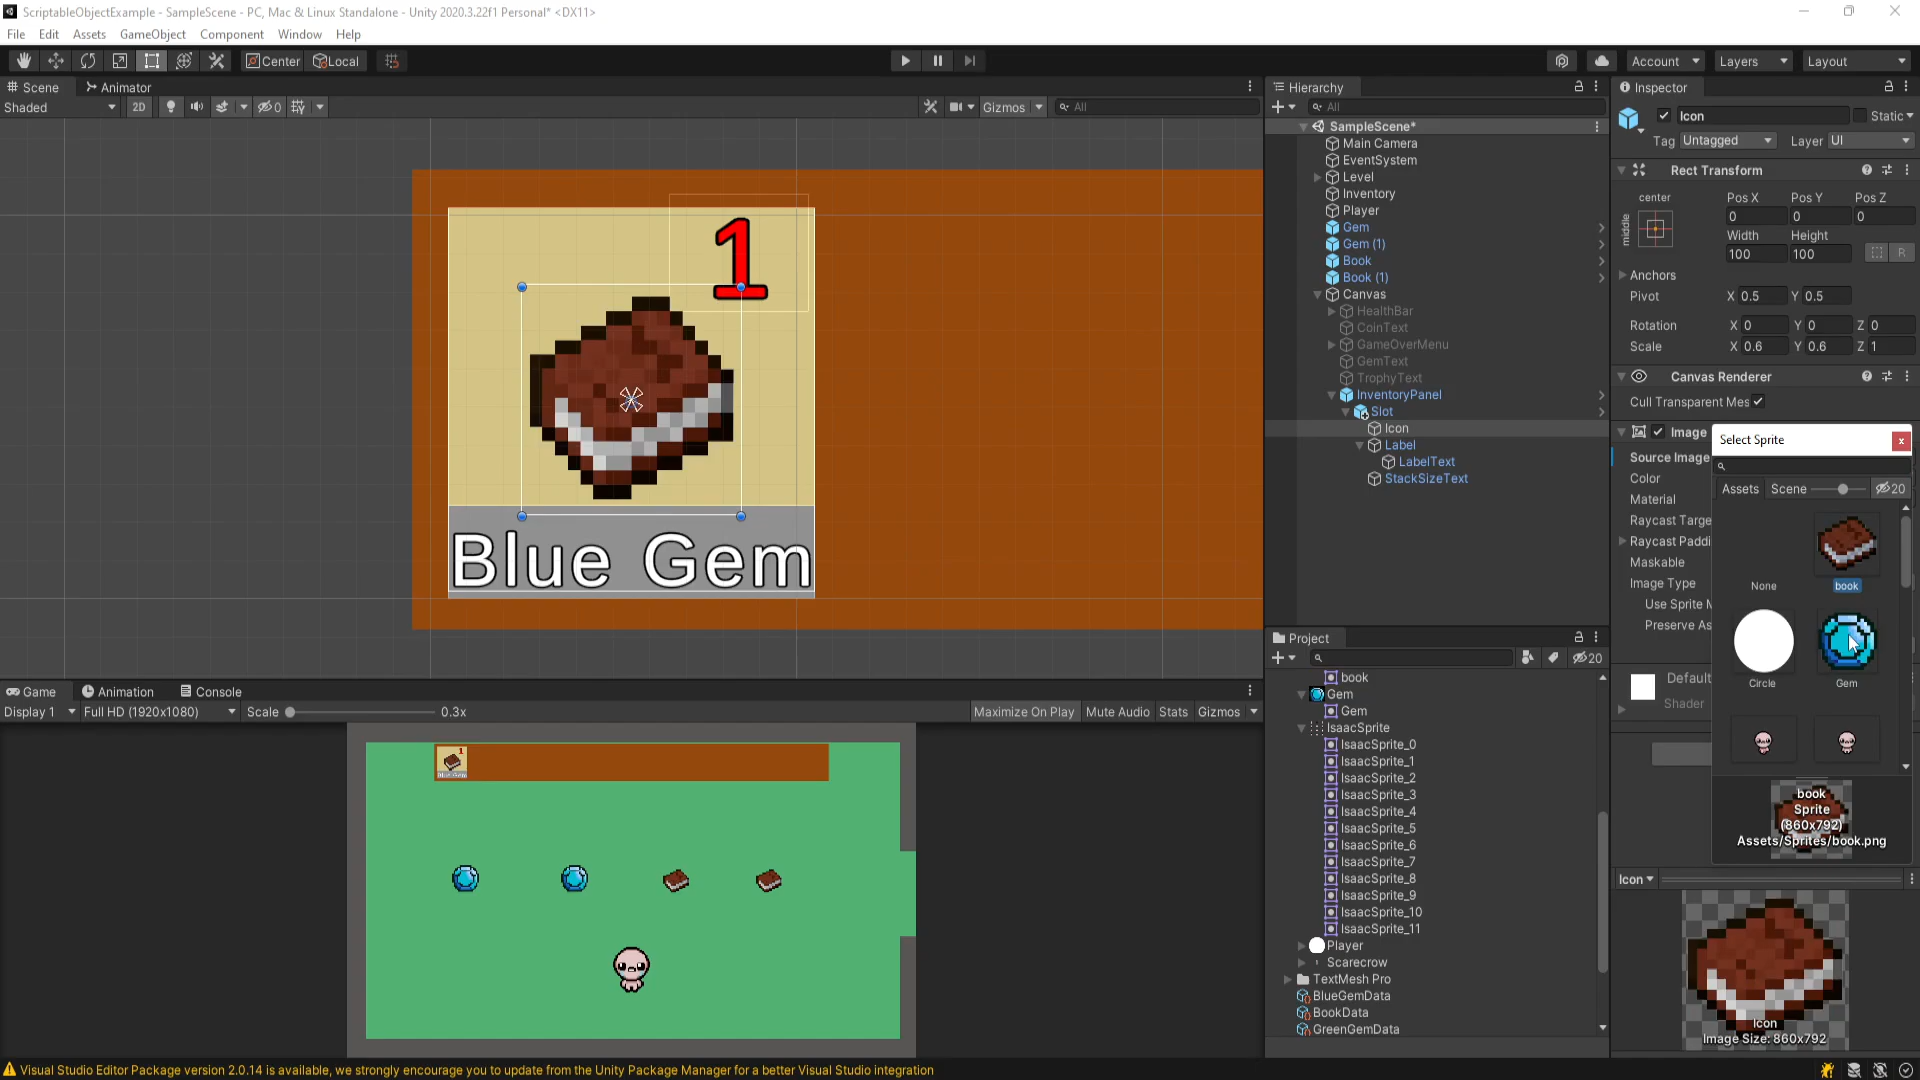 ScriptableObjectExample - SampleScene - PC, Mac & Linux Standalone - Unity 2020.3.22f1 Personal* <DX11>
File Edit Assets GameObject Component Window Help
Center Local Account Layers Layout
Scene Animator
Shaded 2D 0 Gizmos All
1
Blue Gem
Hierarchy
All
SampleScene*
Main Camera
EventSystem
Level
Inventory
Player
Gem
Gem (1)
Book
Book (1)
Canvas
HealthBar
CoinText
GameOverMenu
GemText
TrophyText
InventoryPanel
Slot
Icon
Label
LabelText
StackSizeText
Inspector
Icon Static
Tag Untagged Layer UI
Rect Transform
center Pos X Pos Y Pos Z
middle 0 0 0
Width Height
100 100 R
Anchors
Pivot X 0.5 Y 0.5
Rotation X 0 Y 0 Z 0
Scale X 0.6 Y 0.6 Z 1
Canvas Renderer
Cull Transparent Mes
Image
Source Image
Color
Material
Raycast Targe
Raycast Paddi
Maskable
Image Type
Use Sprite M
Preserve As
Default
Shader
Select Sprite x
Assets Scene 20
None book
Circle Gem
book
Sprite
(860x792)
Assets/Sprites/book.png
Icon
Icon
Image Size: 860x792
Project
20
book
Gem
Gem
IsaacSprite
IsaacSprite_0
IsaacSprite_1
IsaacSprite_2
IsaacSprite_3
IsaacSprite_4
IsaacSprite_5
IsaacSprite_6
IsaacSprite_7
IsaacSprite_8
IsaacSprite_9
IsaacSprite_10
IsaacSprite_11
Player
Scarecrow
TextMesh Pro
BlueGemData
BookData
GreenGemData
Game Animation Console
Display 1 Full HD (1920x1080) Scale 0.3x Maximize On Play Mute Audio Stats Gizmos
1
Blue Gem
Visual Studio Editor Package version 2.0.14 is available, we strongly encourage you to update from the Unity Package Manager for a better Visual Studio integration